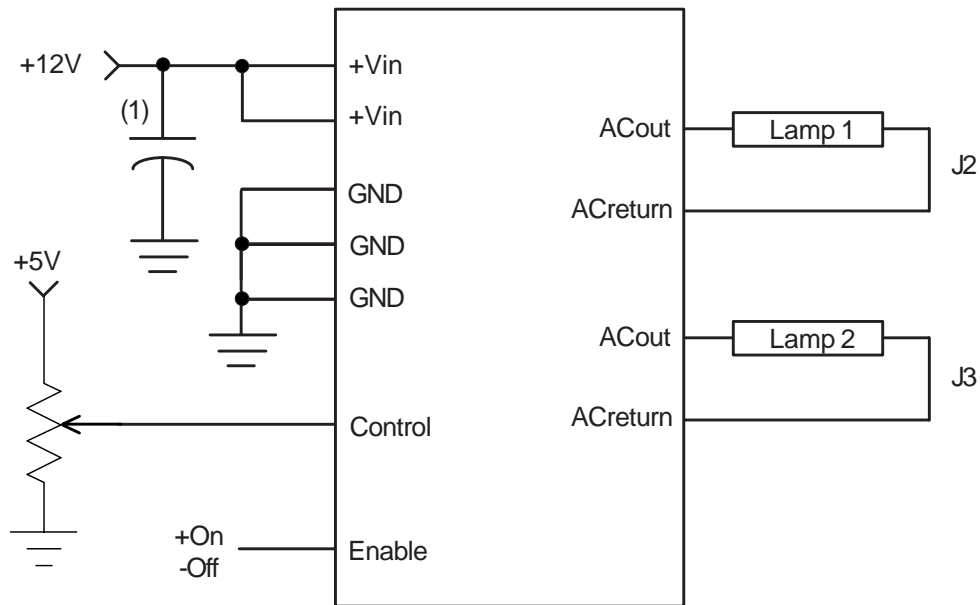 +12V
(1)
+5V
+On
-Off
+Vin
+Vin
GND
GND
GND
Control
Enable
ACout
ACreturn
ACout
ACreturn
Lamp 1
J2
Lamp 2
J3